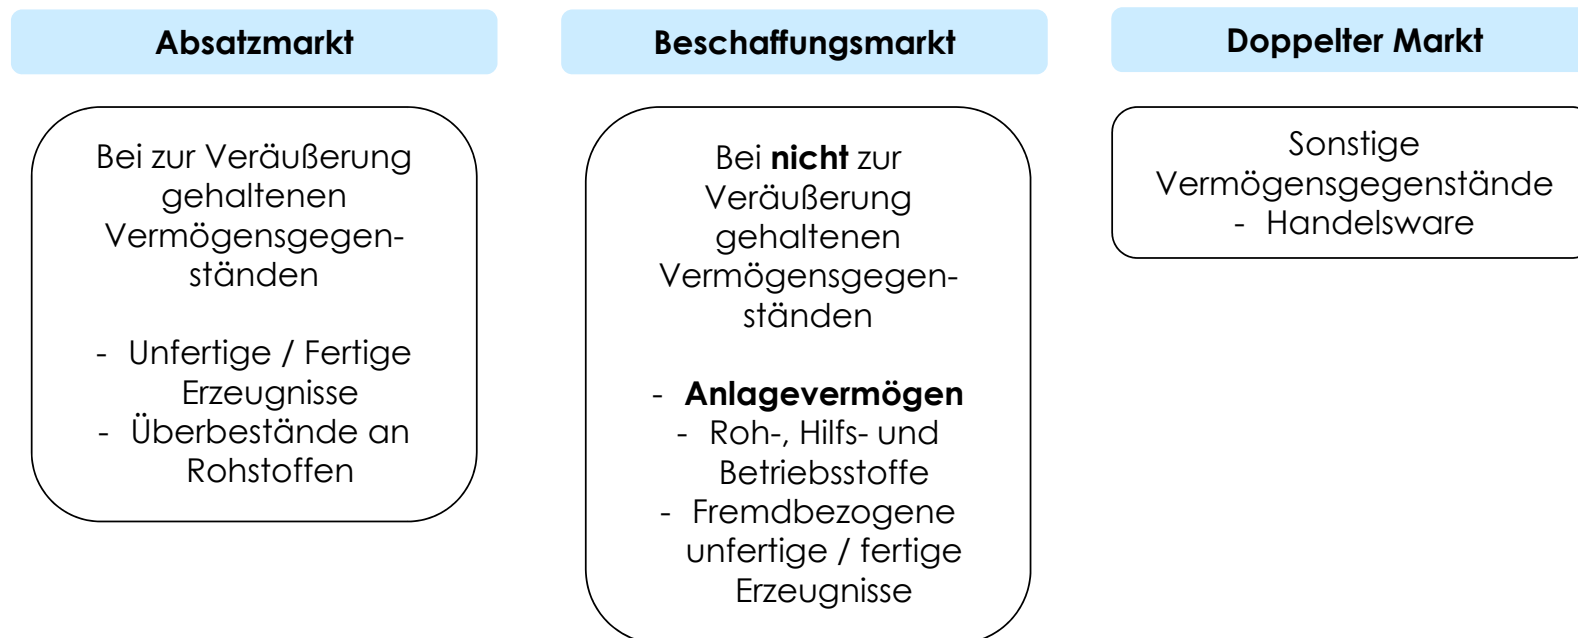 Absatzmarkt
Bei zur Veräußerung
gehaltenen
Vermögensgegen-
ständen
- Unfertige / Fertige
Erzeugnisse
- Überbestände an
Rohstoffen
Beschaffungsmarkt
Bei nicht zur
Veräußerung
gehaltenen
Vermögensgegen-
ständen
- Anlagevermögen
- Roh-, Hilfs- und
Betriebsstoffe
- Fremdbezogene
unfertige / fertige
Erzeugnisse
Doppelter Markt
Sonstige
Vermögensgegenstände
- Handelsware